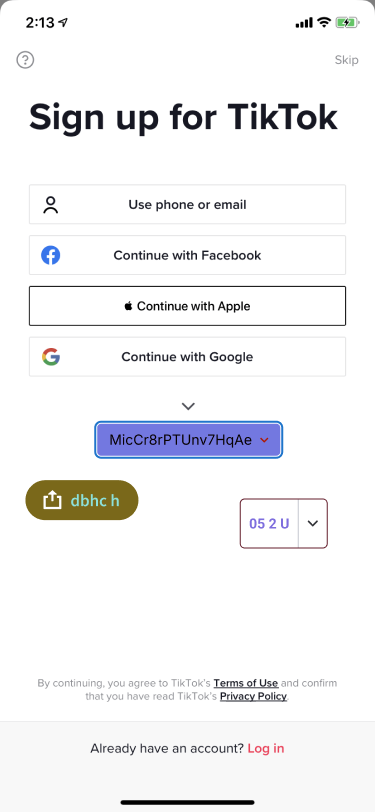 2:13
Skip
Sign up for TikTok
Use phone or email
Continue with Facebook
Continue with Apple
Continue with Google
MicCr8rPTUnv7HqAe
dbhc h
05 2 U
By continuing, you agree to TikTok's Terms of Use and confirm
that you have read TikTok's Privacy Policy.
Already have an account? Log in